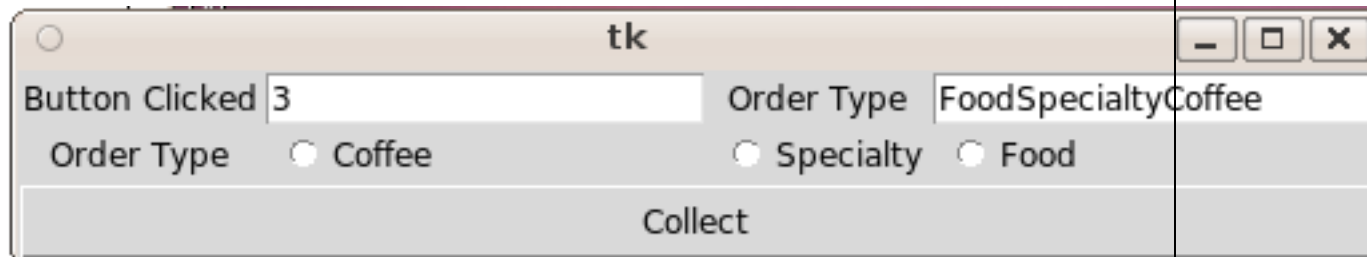 tk
Button Clicked 3 Order Type FoodSpecialtyCoffee
Order Type Coffee Specialty Food
Collect